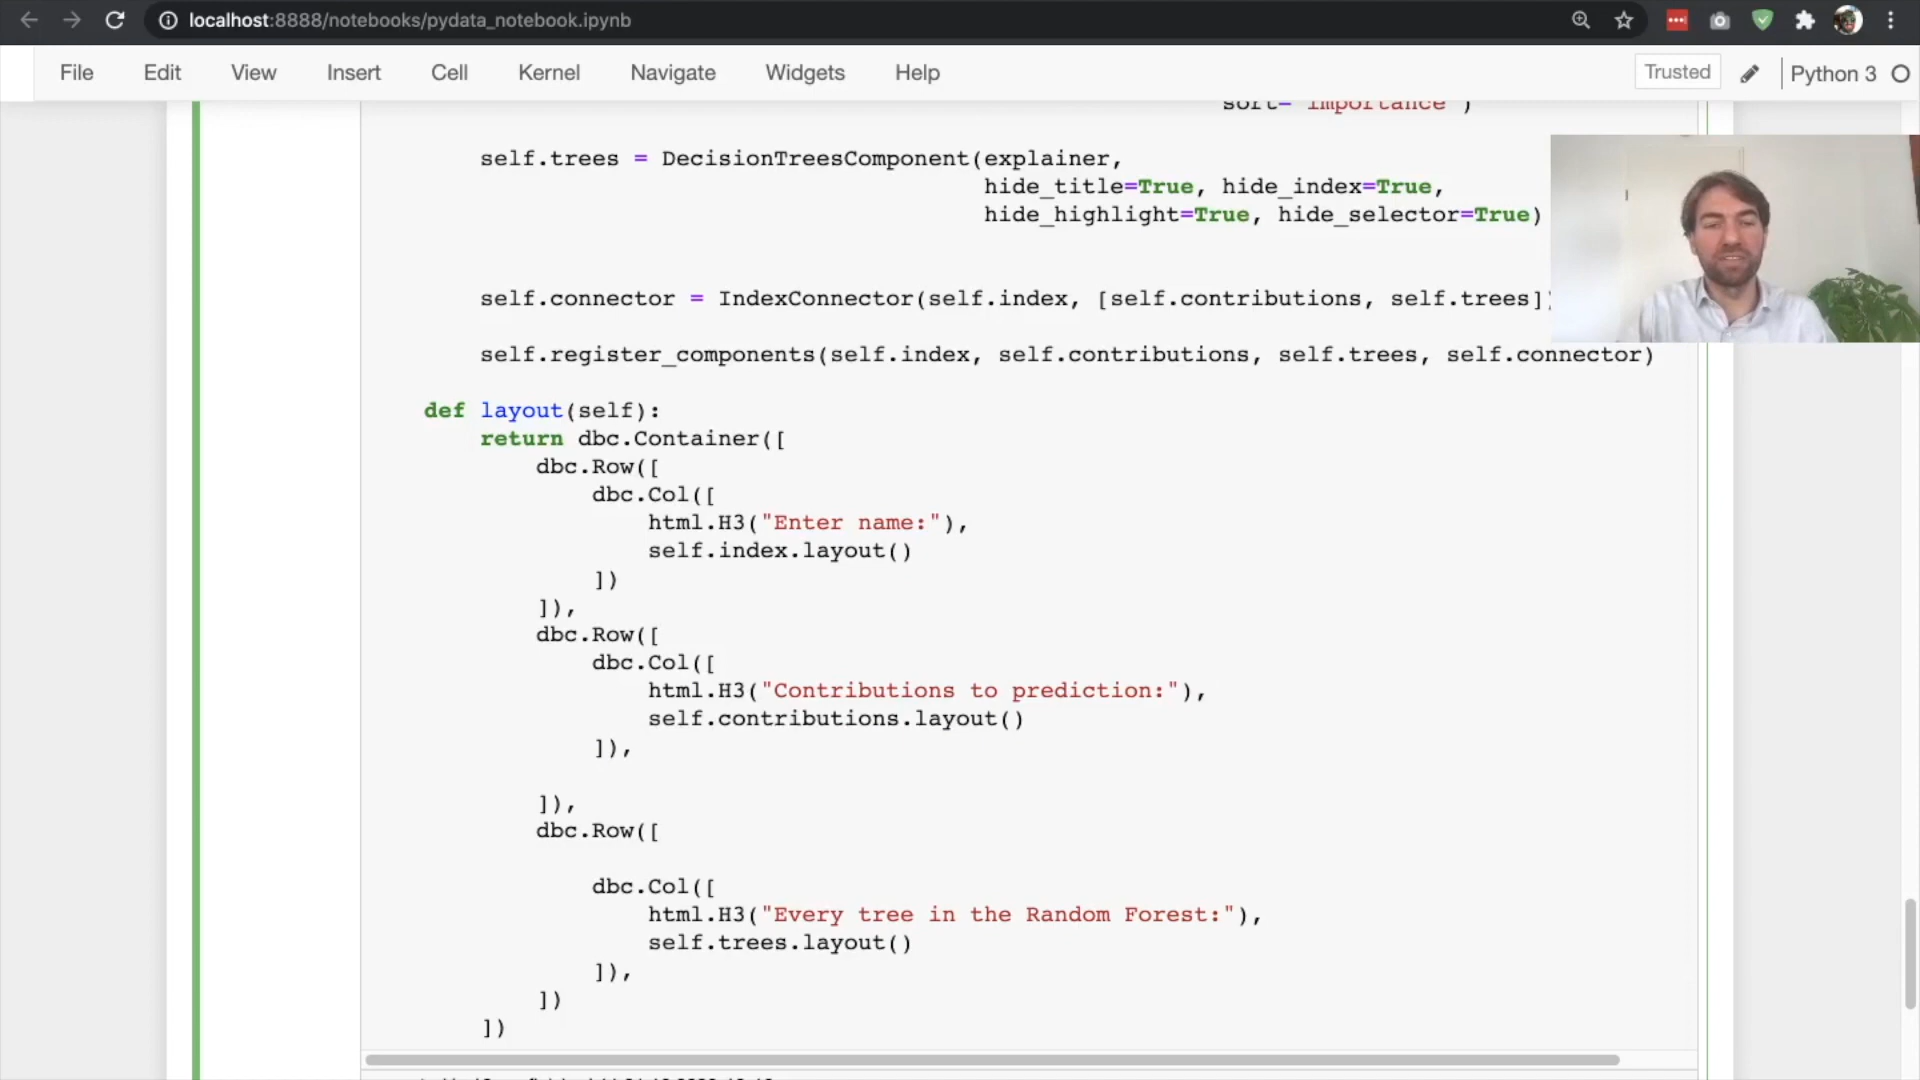 localhost:8888/notebooks/pydata_notebook.ipynb
File Edit View Insert Cell Kernel Navigate Widgets Help Trusted Python 3
sort='importance')
self.trees = DecisionTreesComponent(explainer,
hide_title=True, hide_index=True,
hide_highlight=True, hide_selector=True)
self.connector = IndexConnector(self.index, [self.contributions, self.trees])
self.register_components(self.index, self.contributions, self.trees, self.connector)
def layout(self):
return dbc.Container([
dbc.Row([
dbc.Col([
html.H3("Enter name:"),
self.index.layout()
])
]),
dbc.Row([
dbc.Col([
html.H3("Contributions to prediction:"),
self.contributions.layout()
]),
]),
dbc.Row([
dbc.Col([
html.H3("Every tree in the Random Forest:"),
self.trees.layout()
]),
])
])